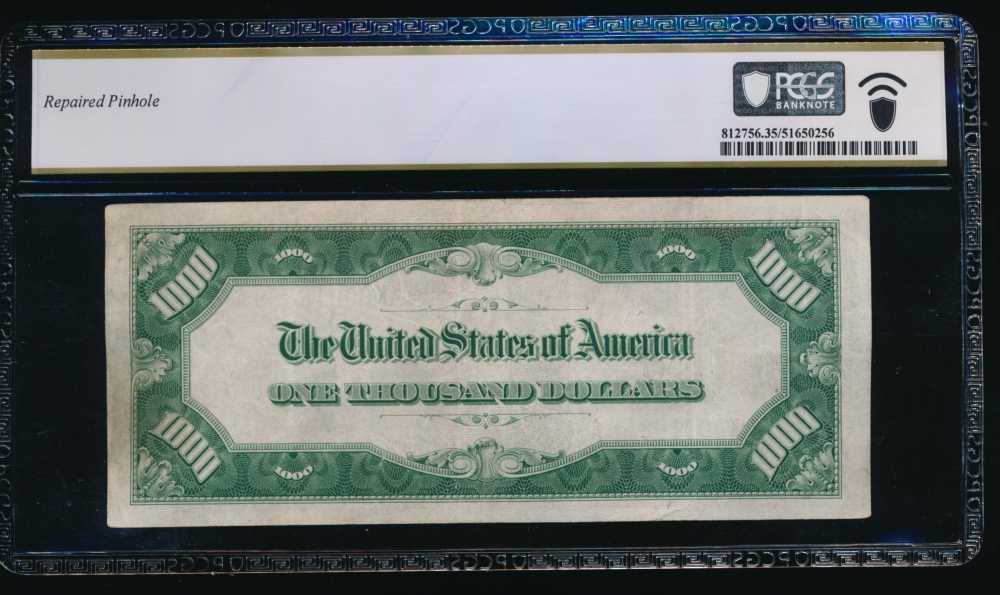 Repaired Pinhole
PCGS
BANKNOTE
812756.35/51650256
1000 1000 1000 1000
The United States of America
ONE THOUSAND DOLLARS
1000 1000 1000 1000